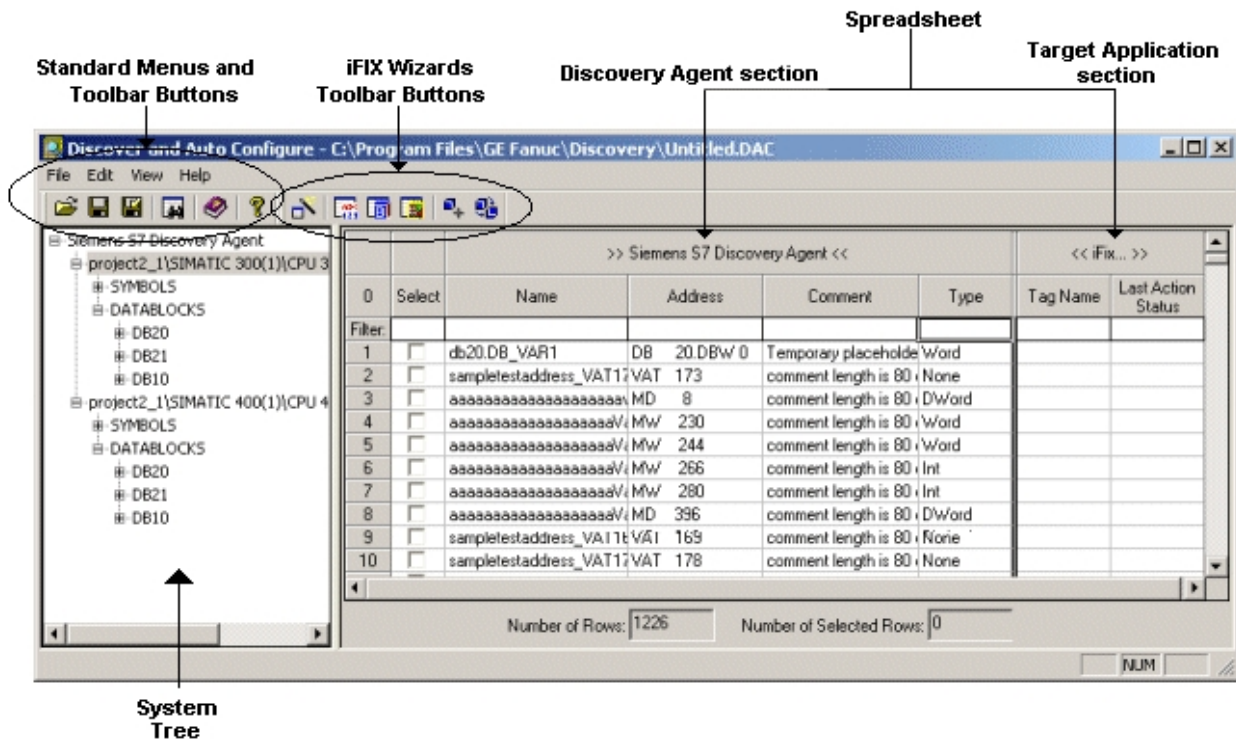 Spreadsheet
Standard Menus and
Toolbar Buttons
iFIX Wizards
Toolbar Buttons
Discovery Agent section
Target Application
section
Discover and Auto Configure - C:\Program Files\GE Fanuc\Discovery\Untitled.DAC
File Edit View Help
Siemens S7 Discovery Agent
project2_1\SIMATIC 300(1)\CPU 3
SYMBOLS
DATABLOCKS
DB20
DB21
DB10
project2_1\SIMATIC 400(1)\CPU 4
SYMBOLS
DATABLOCKS
DB20
DB21
DB10
>> Siemens S7 Discovery Agent << << iFix... >>
0 Select Name Address Comment Type Tag Name Last Action Status
Filter:
1 db20.DB_VAR1 DB 20.DBW 0 Temporary placeholde Word
2 sampletestaddress_VAT17 VAT 173 comment length is 80 None
3 aaaaaaaaaaaaaaaaaaaa MD 8 comment length is 80 DWord
4 aaaaaaaaaaaaaaaaaaaV MW 230 comment length is 80 Word
5 aaaaaaaaaaaaaaaaaaaV MW 244 comment length is 80 Word
6 aaaaaaaaaaaaaaaaaaaV MW 266 comment length is 80 Int
7 aaaaaaaaaaaaaaaaaaaV MW 280 comment length is 80 Int
8 aaaaaaaaaaaaaaaaaaaV MD 396 comment length is 80 DWord
9 sampletestaddress_VAT16 VAT 169 comment length is 80 None
10 sampletestaddress_VAT17 VAT 178 comment length is 80 None
Number of Rows: 1226 Number of Selected Rows: 0
NUM
System
Tree